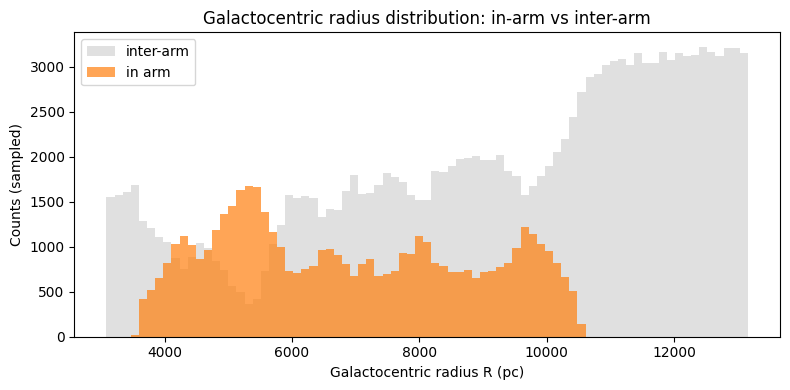 Galactocentric radius distribution: in-arm vs inter-arm
inter-arm
in arm
Counts (sampled)
3000
2500
2000
1500
1000
500
0
4000 6000 8000 10000 12000
Galactocentric radius R (pc)